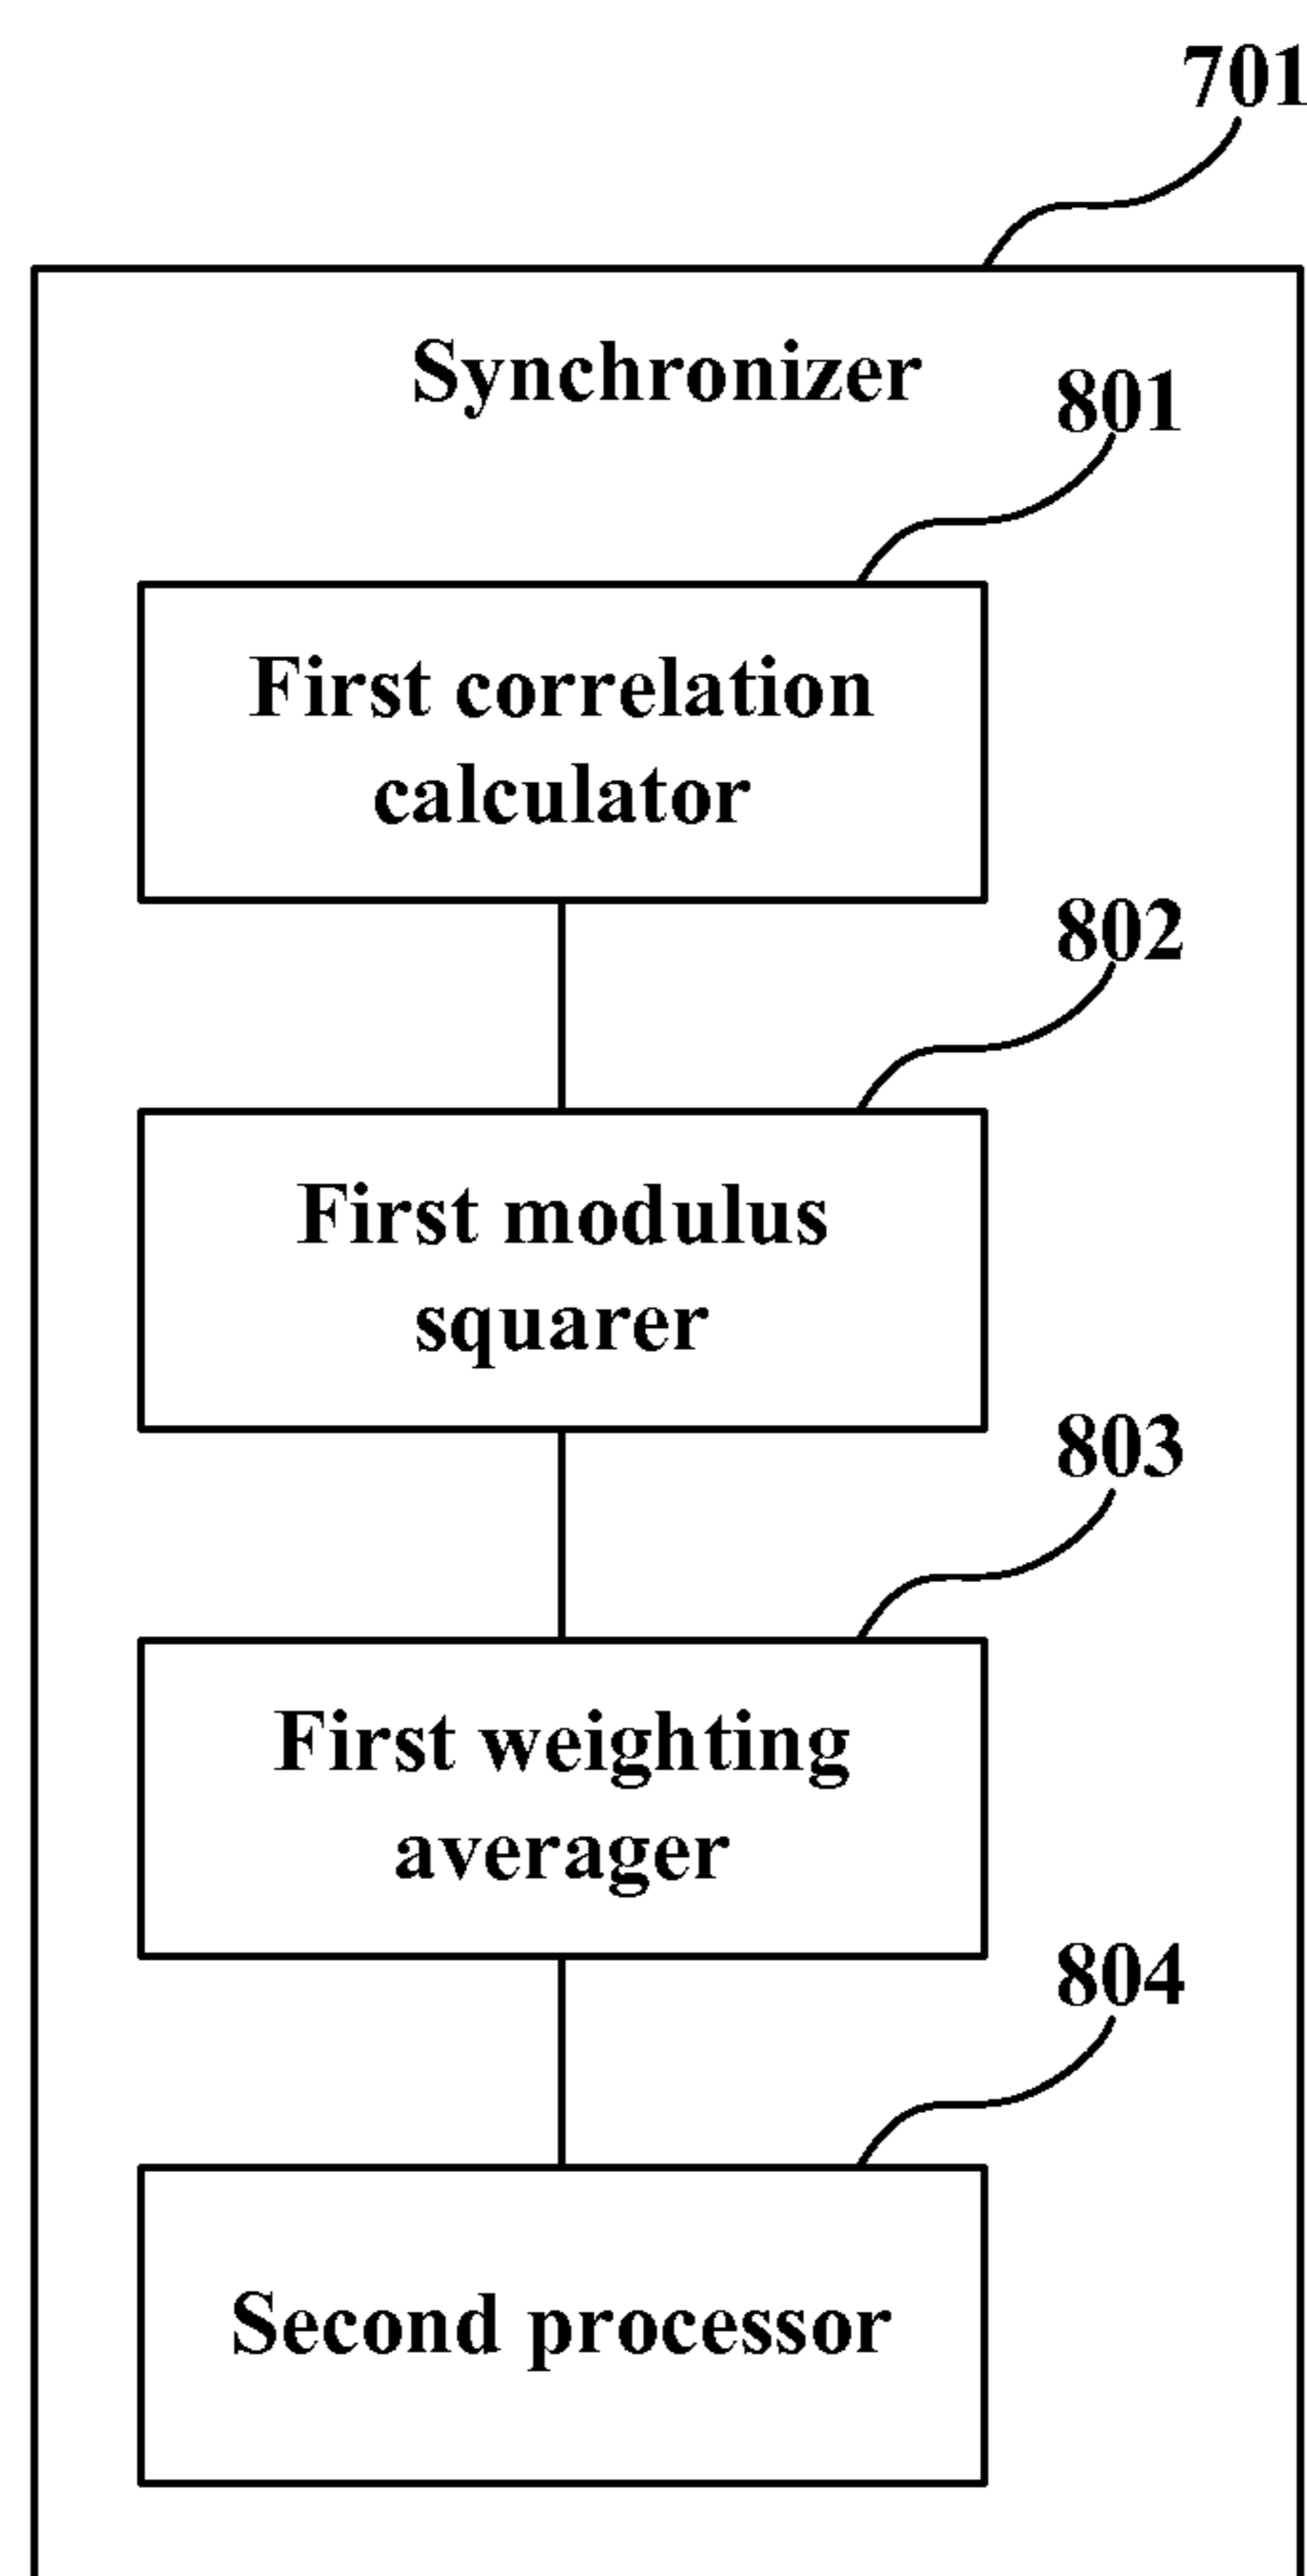 701
Synchronizer
801
First correlation
calculator
802
First modulus
squarer
803
First weighting
averager
804
Second processor